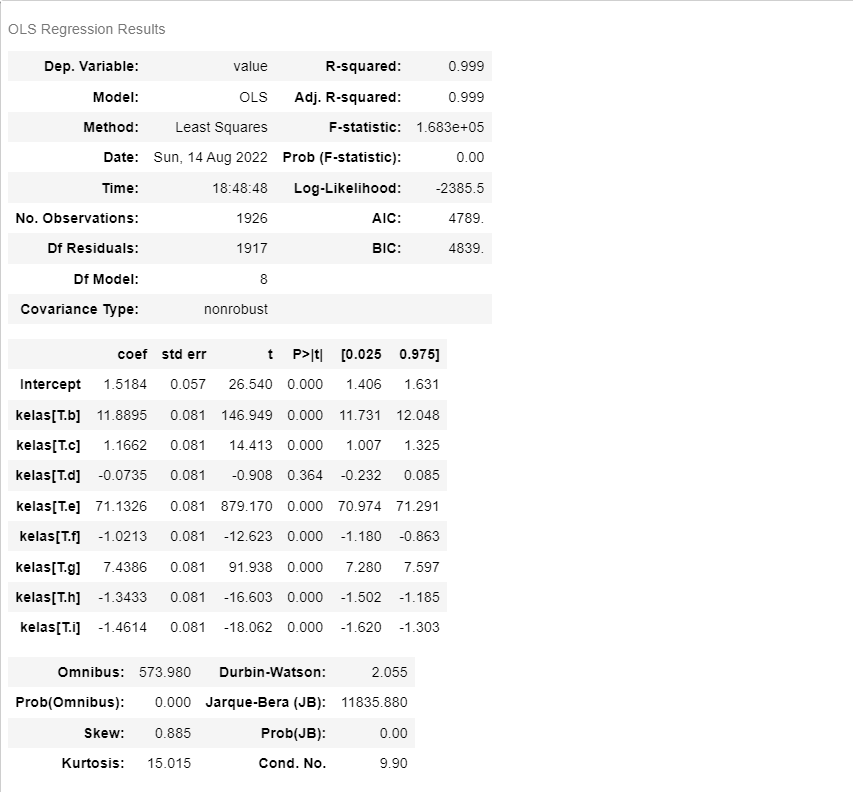 OLS Regression Results
Dep. Variable: value R-squared: 0.999
Model: OLS Adj. R-squared: 0.999
Method: Least Squares F-statistic: 1.683e+05
Date: Sun, 14 Aug 2022 Prob (F-statistic): 0.00
Time: 18:48:48 Log-Likelihood: -2385.5
No. Observations: 1926 AIC: 4789.
Df Residuals: 1917 BIC: 4839.
Df Model: 8
Covariance Type: nonrobust
coef std err t P>|t| [0.025 0.975]
Intercept 1.5184 0.057 26.540 0.000 1.406 1.631
kelas[T.b] 11.8895 0.081 146.949 0.000 11.731 12.048
kelas[T.c] 1.1662 0.081 14.413 0.000 1.007 1.325
kelas[T.d] -0.0735 0.081 -0.908 0.364 -0.232 0.085
kelas[T.e] 71.1326 0.081 879.170 0.000 70.974 71.291
kelas[T.f] -1.0213 0.081 -12.623 0.000 -1.180 -0.863
kelas[T.g] 7.4386 0.081 91.938 0.000 7.280 7.597
kelas[T.h] -1.3433 0.081 -16.603 0.000 -1.502 -1.185
kelas[T.i] -1.4614 0.081 -18.062 0.000 -1.620 -1.303
Omnibus: 573.980 Durbin-Watson: 2.055
Prob(Omnibus): 0.000 Jarque-Bera (JB): 11835.880
Skew: 0.885 Prob(JB): 0.00
Kurtosis: 15.015 Cond. No. 9.90